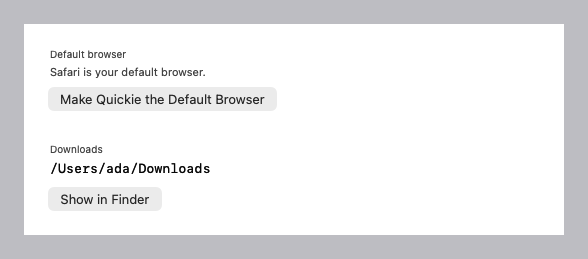 Default browser
Safari is your default browser.
Make Quickie the Default Browser
Downloads
/Users/ada/Downloads
Show in Finder